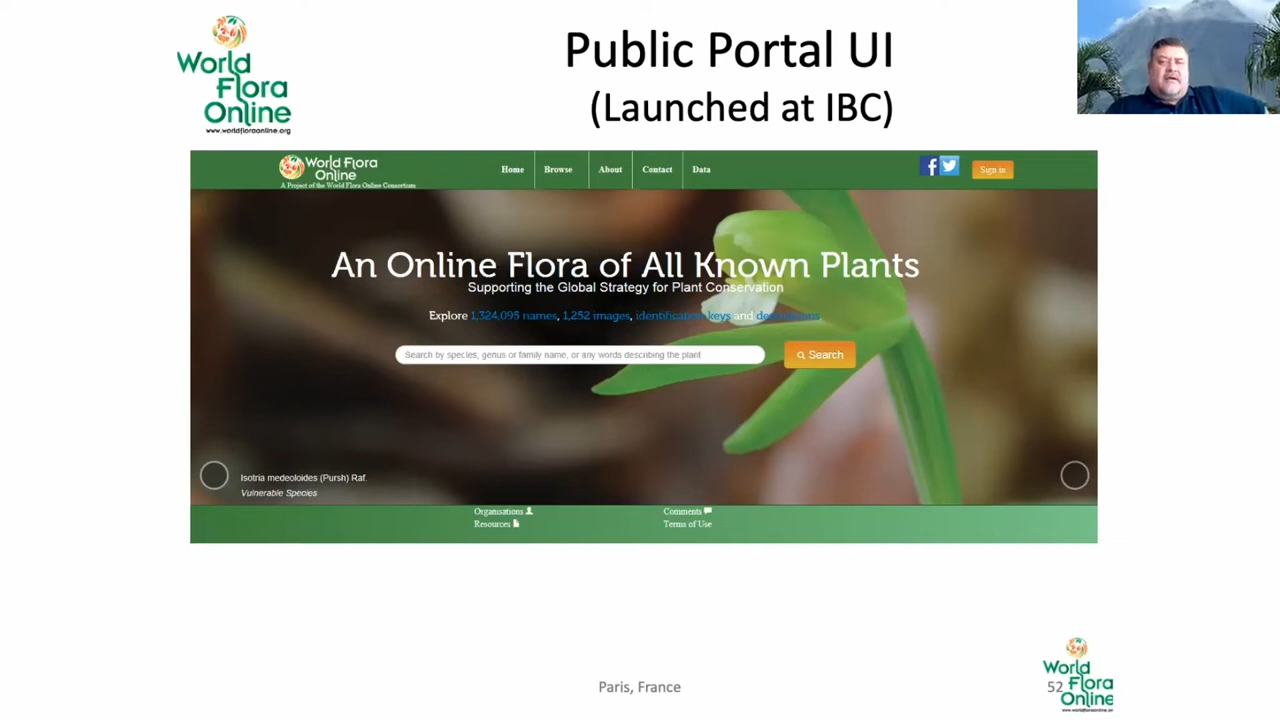 World
Flora
Online
www.worldfloraonline.org
Public Portal UI
(Launched at IBC)
World Flora
Online
A Project of the World Flora Online Consortium
Home
Browse
About
Contact
Data
Sign in
An Online Flora of All Known Plants
Supporting the Global Strategy for Plant Conservation
Explore 1,324,095 names, 1,252 images, identification keys and descriptions.
Search by species, genus or family name, or any words describing the plant
Search
Isotria medeoloides (Pursh) Raf.
Vulnerable Species
Organisations
Resources
Comments
Terms of Use
Paris, France
52
World
Flora
Online